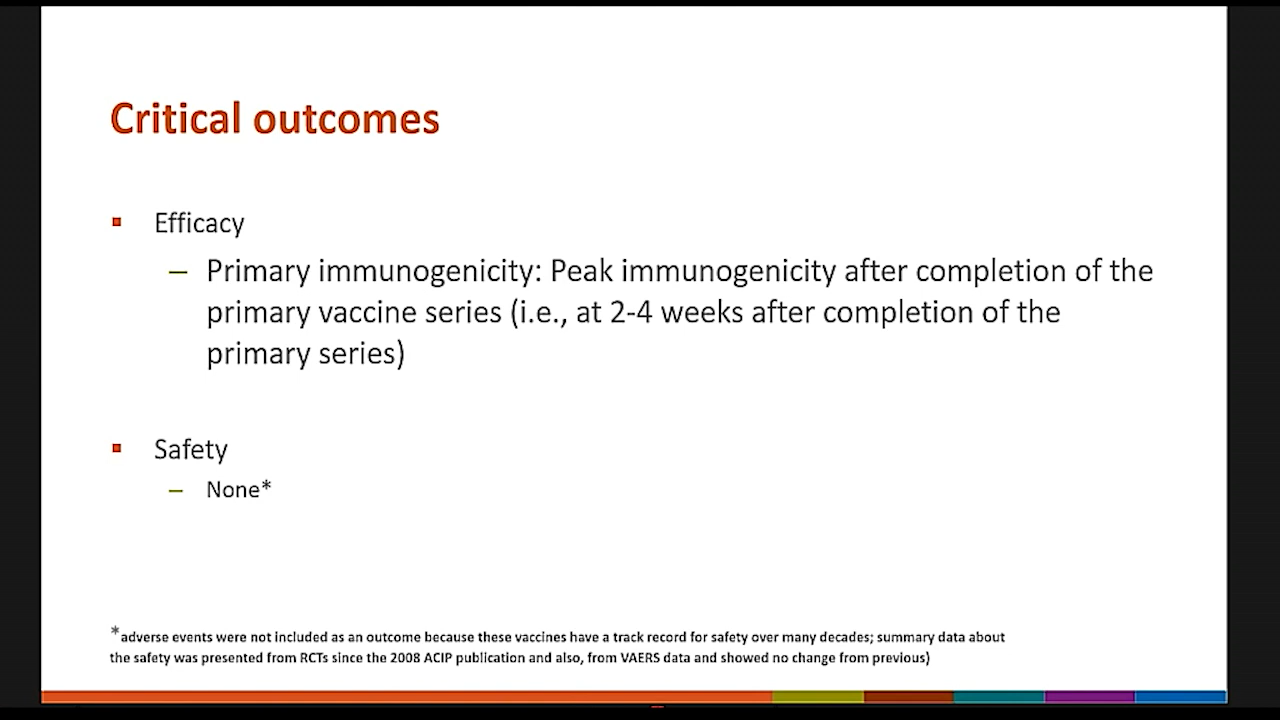 Critical outcomes
▪ Efficacy
– Primary immunogenicity: Peak immunogenicity after completion of the
primary vaccine series (i.e., at 2-4 weeks after completion of the
primary series)
▪ Safety
– None*
*adverse events were not included as an outcome because these vaccines have a track record for safety over many decades; summary data about
the safety was presented from RCTs since the 2008 ACIP publication and also, from VAERS data and showed no change from previous)